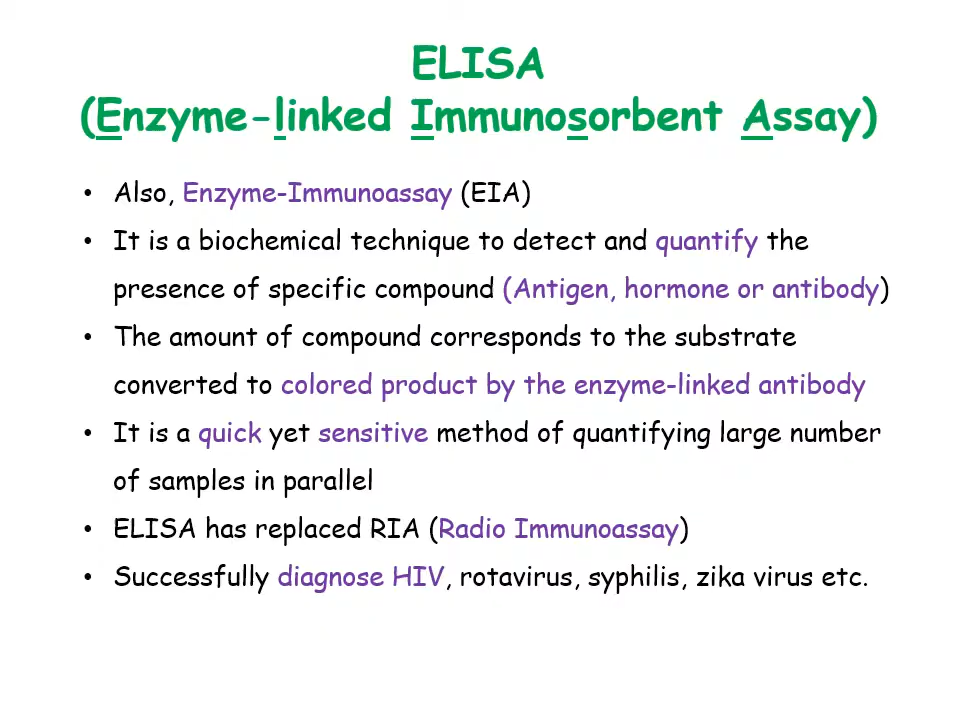 ELISA
(Enzyme-linked Immunosorbent Assay)
• Also, Enzyme-Immunoassay (EIA)
• It is a biochemical technique to detect and quantify the
presence of specific compound (Antigen, hormone or antibody)
• The amount of compound corresponds to the substrate
converted to colored product by the enzyme-linked antibody
• It is a quick yet sensitive method of quantifying large number
of samples in parallel
• ELISA has replaced RIA (Radio Immunoassay)
• Successfully diagnose HIV, rotavirus, syphilis, zika virus etc.